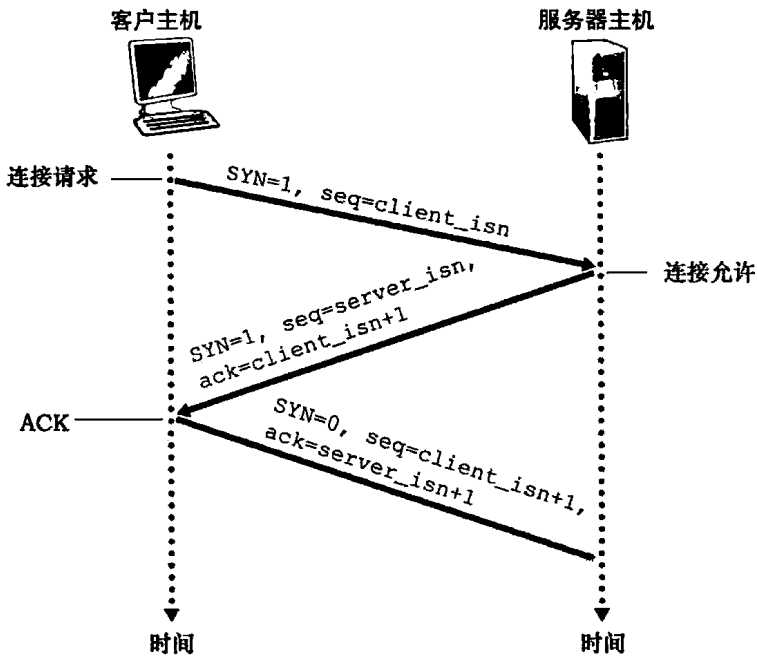 客户主机
服务器主机
连接请求
SYN=1, seq=client_isn
连接允许
SYN=1, seq=server_isn,
ack=client_isn+1
ACK
SYN=0, seq=client_isn+1,
ack=server_isn+1
时间
时间